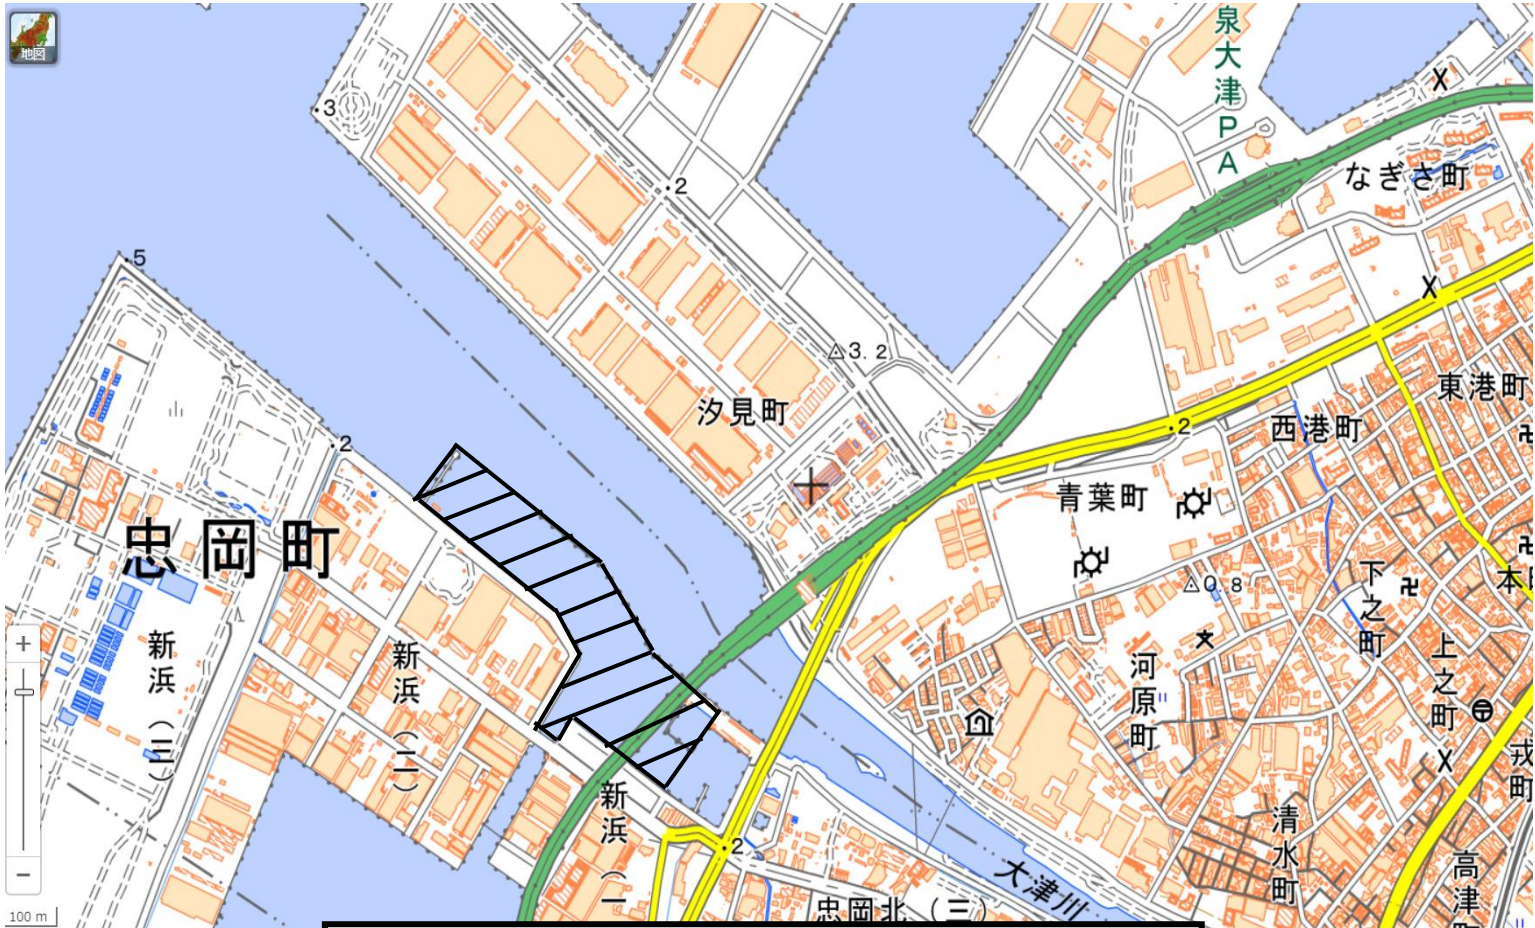 地図
泉大津PA
なぎさ町
3
2
5
3.2
汐見町
東港町
西港町
2
2
青葉町
忠岡町
0.8
下之町
新浜(三)
新浜(二)
河原町
上之町
戎町
新浜(一
清水町
2
高津町
大津川
忠岡北(三)
100 m